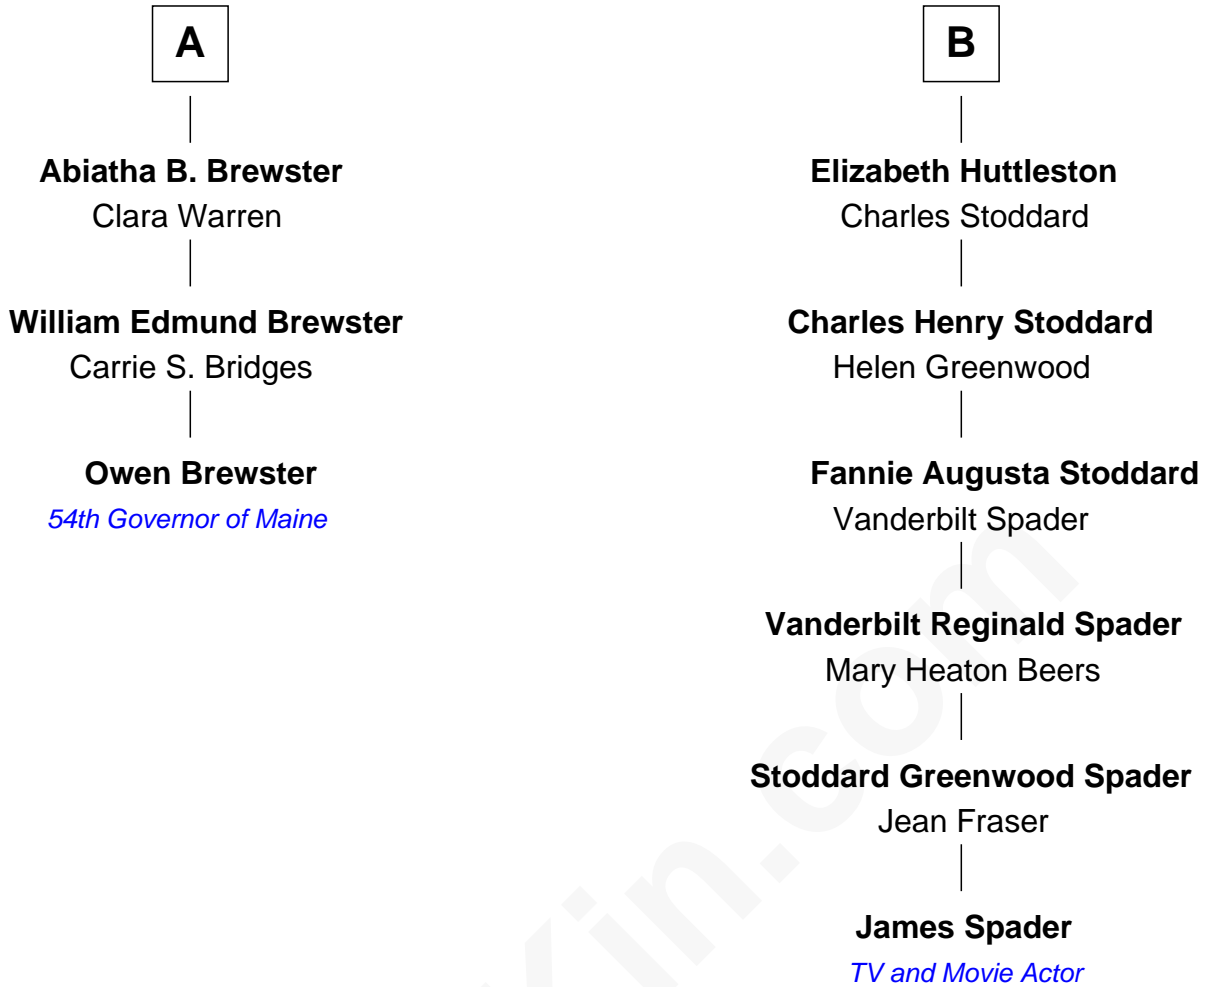 A
Abiatha B. Brewster
Clara Warren
William Edmund Brewster
Carrie S. Bridges
Owen Brewster
54th Governor of Maine
B
Elizabeth Huttleston
Charles Stoddard
Charles Henry Stoddard
Helen Greenwood
Fannie Augusta Stoddard
Vanderbilt Spader
Vanderbilt Reginald Spader
Mary Heaton Beers
Stoddard Greenwood Spader
Jean Fraser
James Spader
TV and Movie Actor
Kin.com